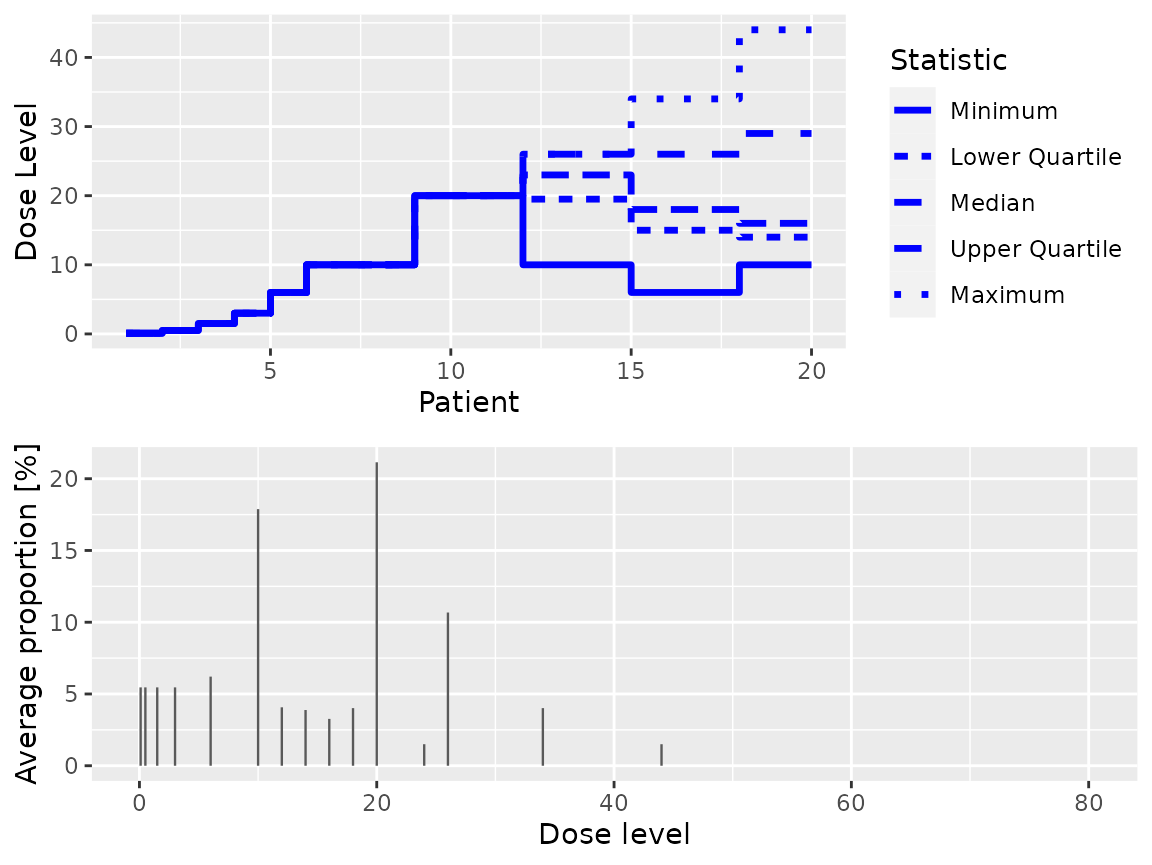 40
30
20
10
0
Dose Level
5
10
15
20
Patient
Statistic
Minimum
Lower Quartile
Median
Upper Quartile
Maximum
20
15
10
5
0
Average proportion [%]
0
20
40
60
80
Dose level